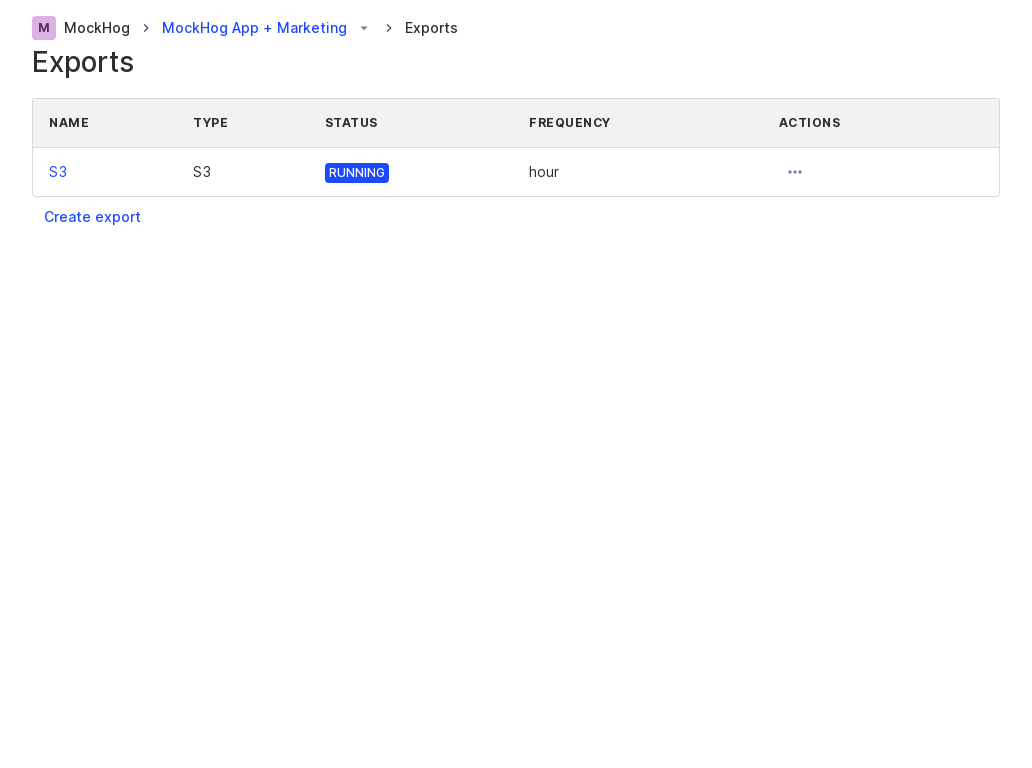 M MockHog MockHog App + Marketing Exports
Exports
NAME TYPE STATUS FREQUENCY ACTIONS
S3 S3 RUNNING hour
Create export